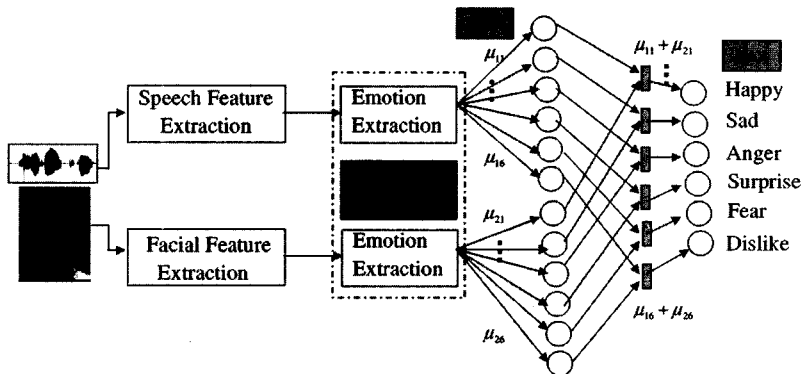 μ11
μ11 + μ21
Speech Feature
Extraction
Emotion
Extraction
μ16
Happy
Sad
Anger
Surprise
Fear
Dislike
μ21
Facial Feature
Extraction
Emotion
Extraction
μ26
μ16 + μ26